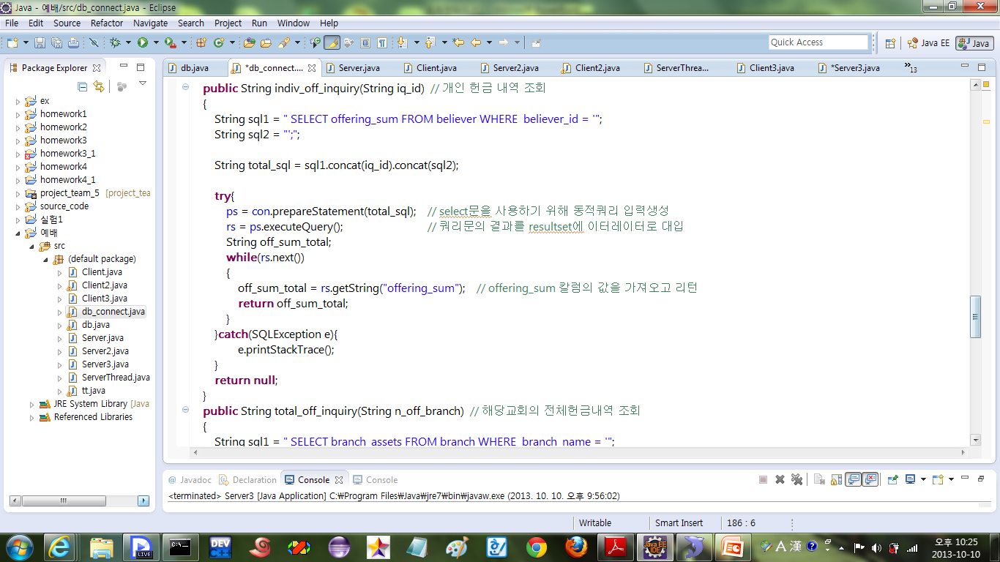 Java - 예배/src/db_connect.java - Eclipse
File Edit Source Refactor Navigate Search Project Run Window Help
Quick Access
Java EE
Java
Package Explorer
db.java
*db_connect....
Server.java
Client.java
Server2.java
Client2.java
ServerThrea...
Client3.java
*Server3.java
»13
ex
homework1
homework2
homework3
homework3_1
homework4
homework4_1
project_team_5 [project_tea
source_code
실험1
예배
src
(default package)
Client.java
Client2.java
Client3.java
db_connect.java
db.java
Server.java
Server2.java
Server3.java
ServerThread.java
tt.java
JRE System Library [Java
Referenced Libraries
public String indiv_off_inquiry(String iq_id) // 개인 헌금 내역 조회
{
String sql1 = " SELECT offering_sum FROM believer WHERE believer_id = '";
String sql2 = "';";
String total_sql = sql1.concat(iq_id).concat(sql2);
try{
ps = con.prepareStatement(total_sql); // select문을 사용하기 위해 동적쿼리 입력생성
rs = ps.executeQuery(); // 쿼리문의 결과를 resultset에 이터레이터로 대입
String off_sum_total;
while(rs.next())
{
off_sum_total = rs.getString("offering_sum"); // offering_sum 칼럼의 값을 가져오고 리턴
return off_sum_total;
}
}catch(SQLException e){
e.printStackTrace();
}
return null;
}
public String total_off_inquiry(String n_off_branch) // 해당교회의 전체헌금내역 조회
{
String sql1 = " SELECT branch_assets FROM branch WHERE branch_name = '";
@ Javadoc
Declaration
Console
Console
<terminated> Server3 [Java Application] C:₩Program Files₩Java₩jre7₩bin₩javaw.exe (2013. 10. 10. 오후 9:56:02)
Writable
Smart Insert
186 : 6
LIVE
DEV C++
Java EE IDE
A 漢
오후 10:25
2013-10-10